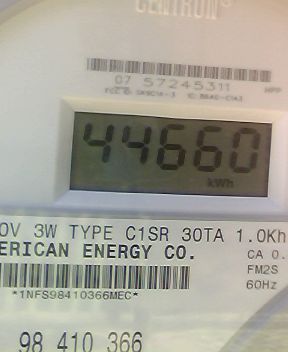 CENTRON®
07 57245311
44660
kWh
0V 3W TYPE C1SR 30TA 1.0Kh
ERICAN ENERGY CO.
CA 0.
FM2S
*1NFS98410366MEC*
60Hz
98 410 366